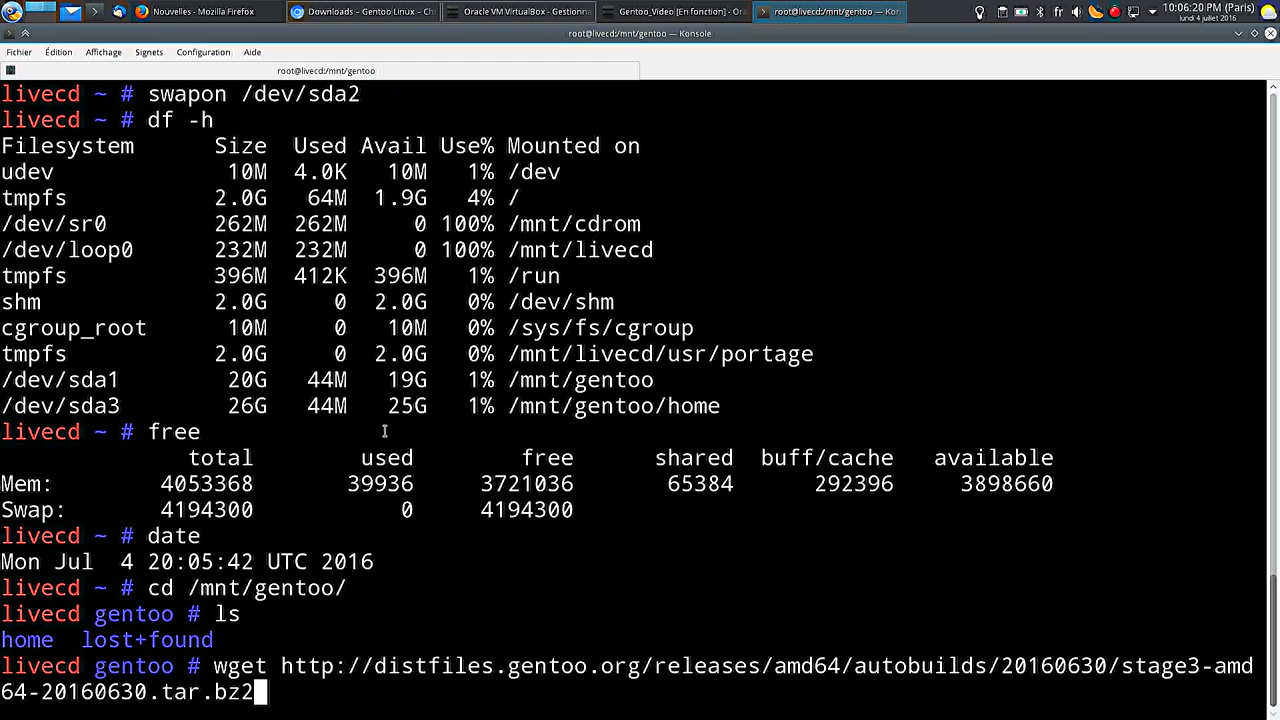 Nouvelles - Mozilla Firefox
Downloads – Gentoo Linux – Ch
Oracle VM VirtualBox - Gestionn
Gentoo_Video [En fonction] - Ora
root@livecd:/mnt/gentoo — Kon
fr
10:06:20 PM (Paris)
lundi 4 juillet 2016
root@livecd:/mnt/gentoo — Konsole
Fichier Édition Affichage Signets Configuration Aide
root@livecd:/mnt/gentoo
livecd ~ # swapon /dev/sda2
livecd ~ # df -h
Filesystem Size Used Avail Use% Mounted on
udev 10M 4.0K 10M 1% /dev
tmpfs 2.0G 64M 1.9G 4% /
/dev/sr0 262M 262M 0 100% /mnt/cdrom
/dev/loop0 232M 232M 0 100% /mnt/livecd
tmpfs 396M 412K 396M 1% /run
shm 2.0G 0 2.0G 0% /dev/shm
cgroup_root 10M 0 10M 0% /sys/fs/cgroup
tmpfs 2.0G 0 2.0G 0% /mnt/livecd/usr/portage
/dev/sda1 20G 44M 19G 1% /mnt/gentoo
/dev/sda3 26G 44M 25G 1% /mnt/gentoo/home
livecd ~ # free
total used free shared buff/cache available
Mem: 4053368 39936 3721036 65384 292396 3898660
Swap: 4194300 0 4194300
livecd ~ # date
Mon Jul 4 20:05:42 UTC 2016
livecd ~ # cd /mnt/gentoo/
livecd gentoo # ls
home lost+found
livecd gentoo # wget http://distfiles.gentoo.org/releases/amd64/autobuilds/20160630/stage3-amd
64-20160630.tar.bz2